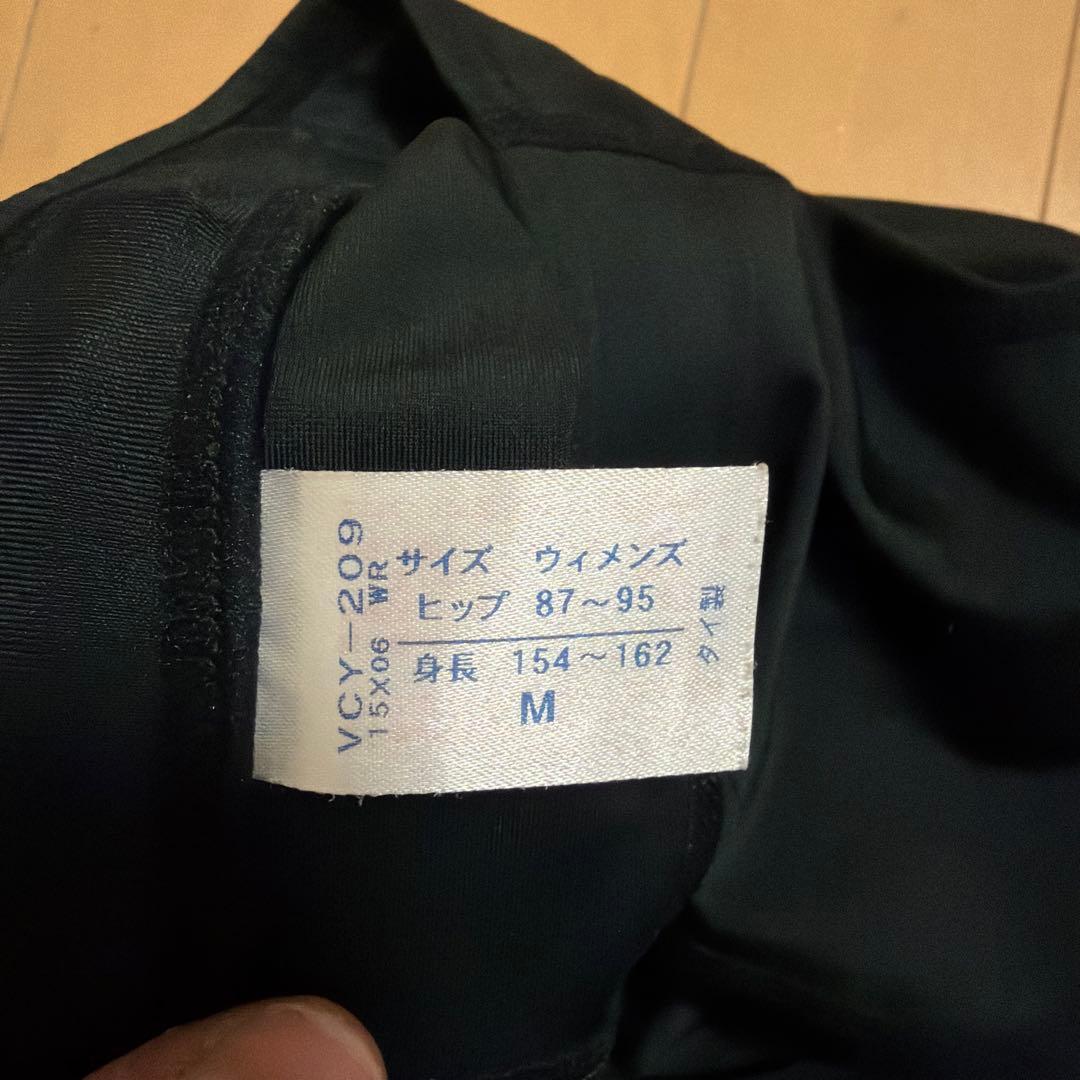 サイズ ウィメンズ
ヒップ 87～95
身長 154～162
M
タイ製
VCY-209
15X06 WR